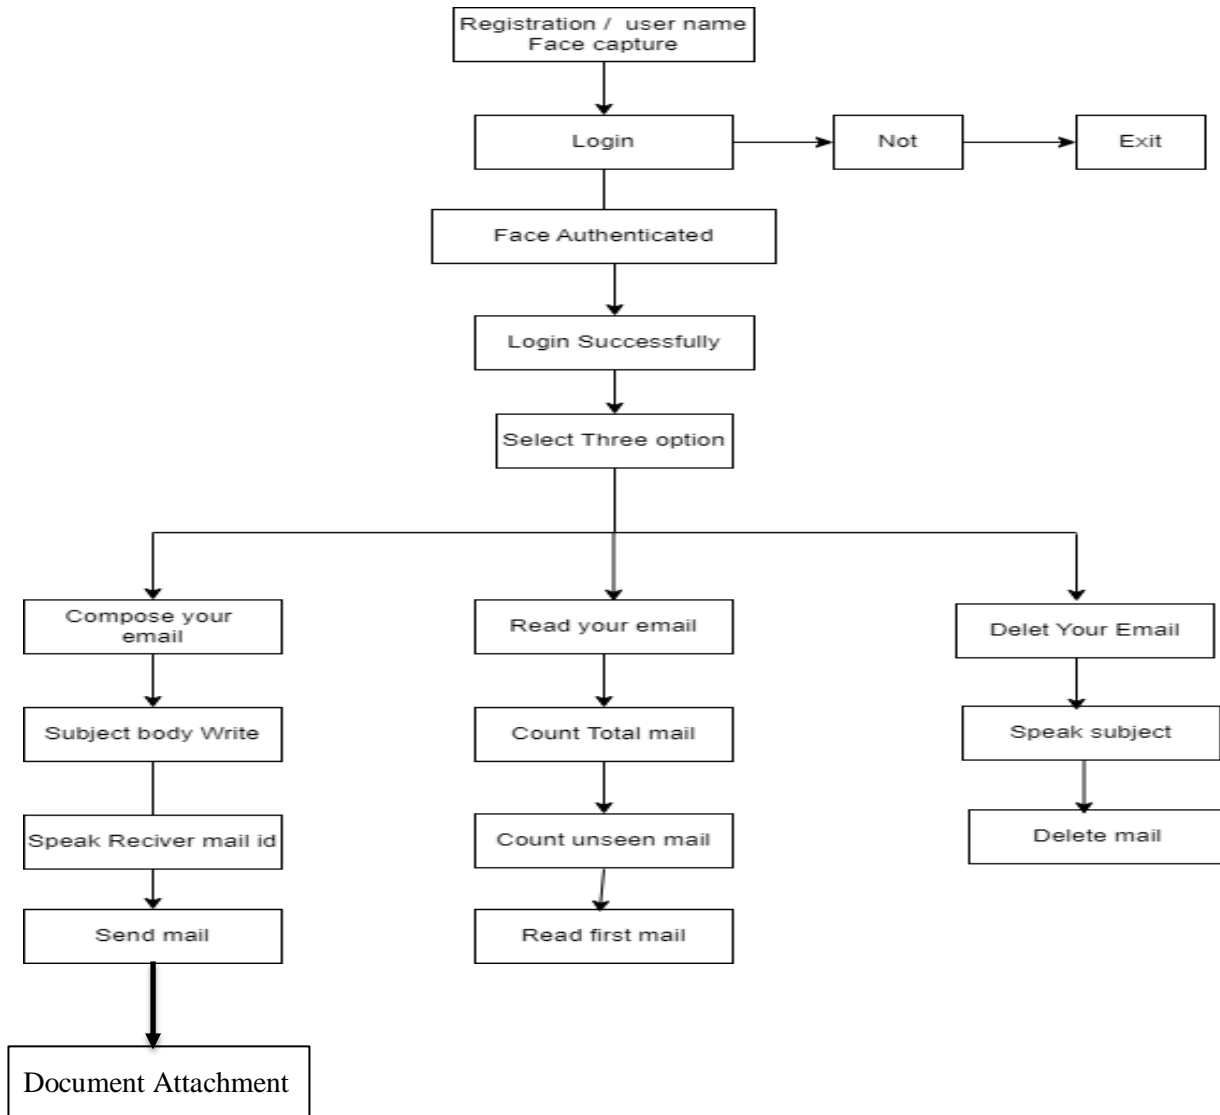 Registration / user name
Face capture
Login
Not
Exit
Face Authenticated
Login Successfully
Select Three option
Compose your
email
Read your email
Delet Your Email
Subject body Write
Count Total mail
Speak subject
Speak Reciver mail id
Count unseen mail
Delete mail
Send mail
Read first mail
Document Attachment